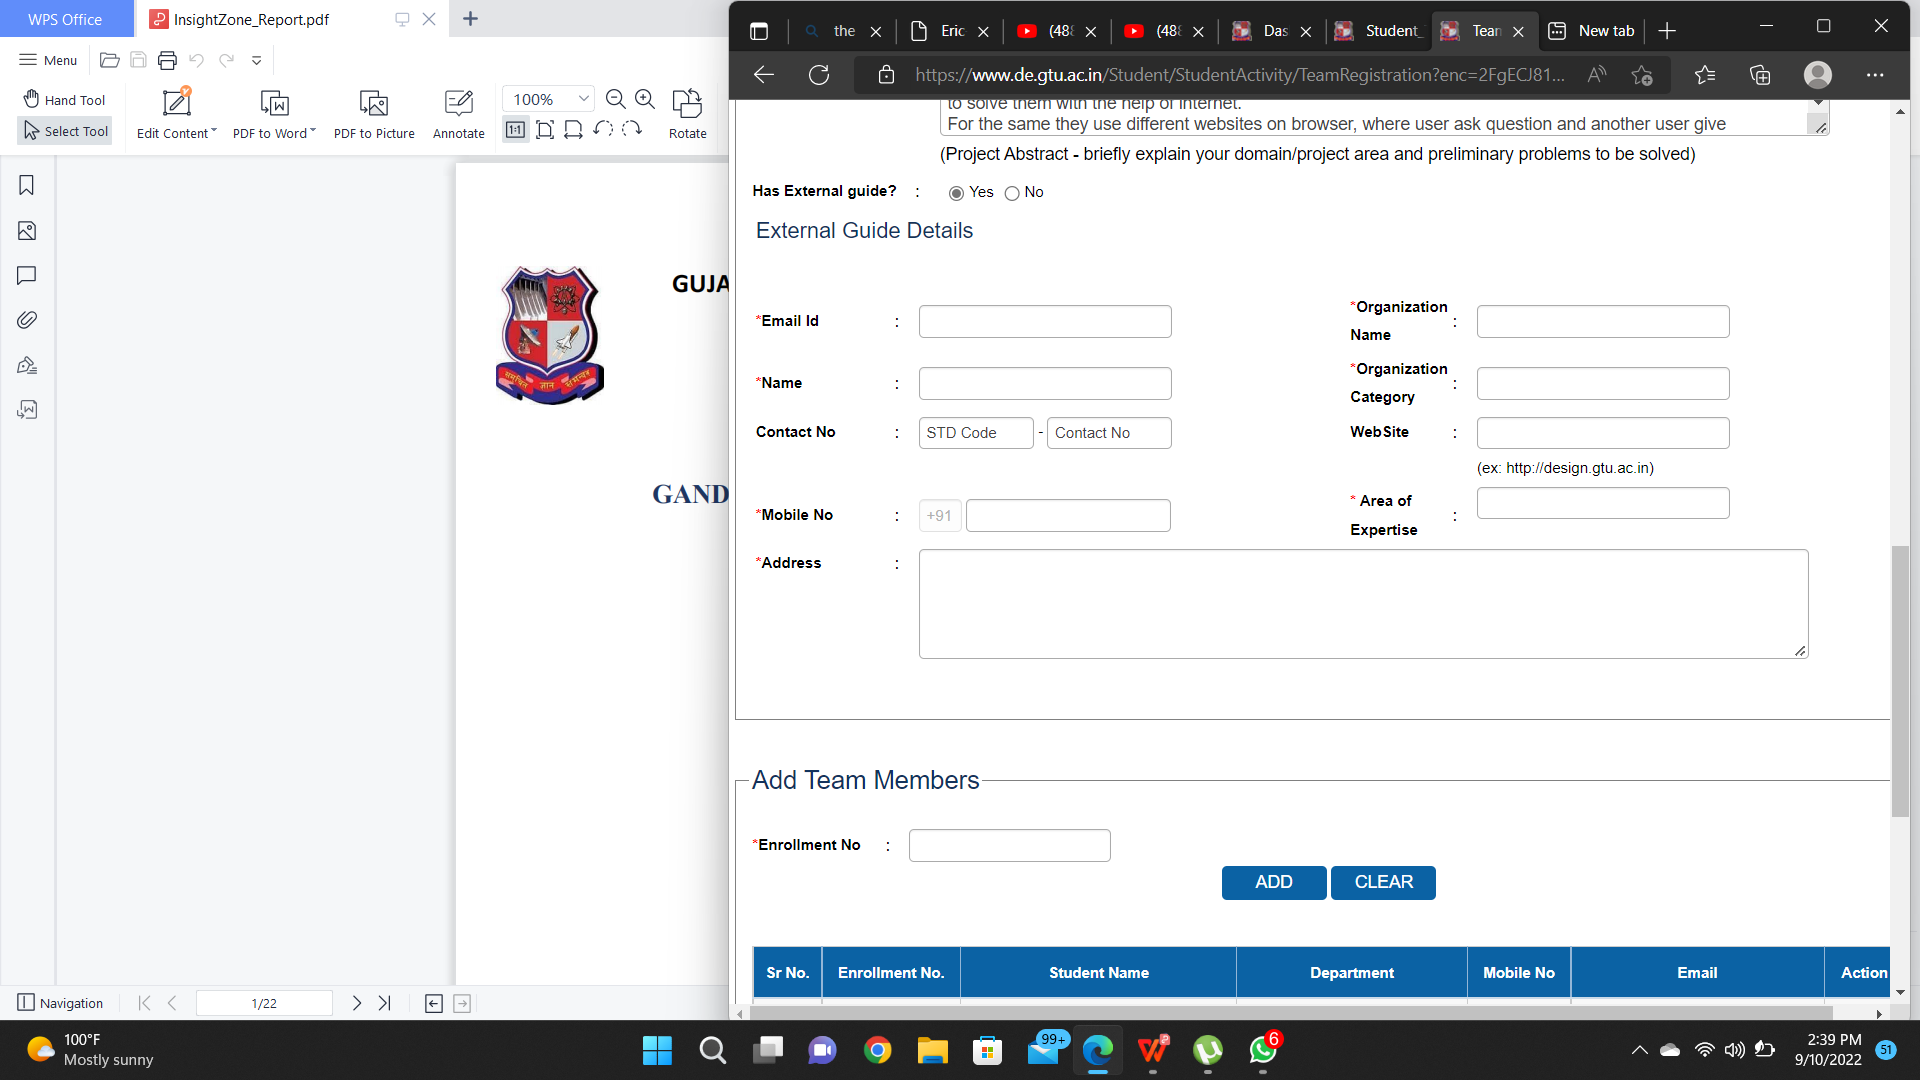 WPS Office
InsightZone_Report.pdf
Menu
Hand Tool
Select Tool
Edit Content
PDF to Word
PDF to Picture
Annotate
100%
1:1
Rotate
GUJA
समन्वित ज्ञान समन्वय
GAND
Navigation
1/22
the
Eric
(48
(48
Das
Student_
Team
New tab
https://www.de.gtu.ac.in/Student/StudentActivity/TeamRegistration?enc=2FgECJ81...
to solve them with the help of internet.
For the same they use different websites on browser, where user ask question and another user give
(Project Abstract - briefly explain your domain/project area and preliminary problems to be solved)
Has External guide? : Yes No
External Guide Details
*Email Id :
*Organization Name :
*Name :
*Organization Category :
Contact No : STD Code - Contact No
WebSite :
(ex: http://design.gtu.ac.in)
*Mobile No : +91
* Area of Expertise :
*Address :
Add Team Members
*Enrollment No :
ADD CLEAR
Sr No. Enrollment No. Student Name Department Mobile No Email Action
100°F
Mostly sunny
99+
6
2:39 PM
9/10/2022
51